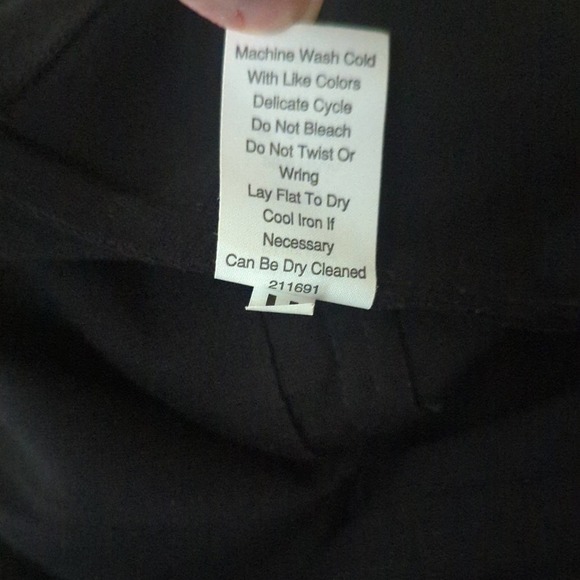 Machine Wash Cold
With Like Colors
Delicate Cycle
Do Not Bleach
Do Not Twist Or
Wring
Lay Flat To Dry
Cool Iron If
Necessary
Can Be Dry Cleaned
211691